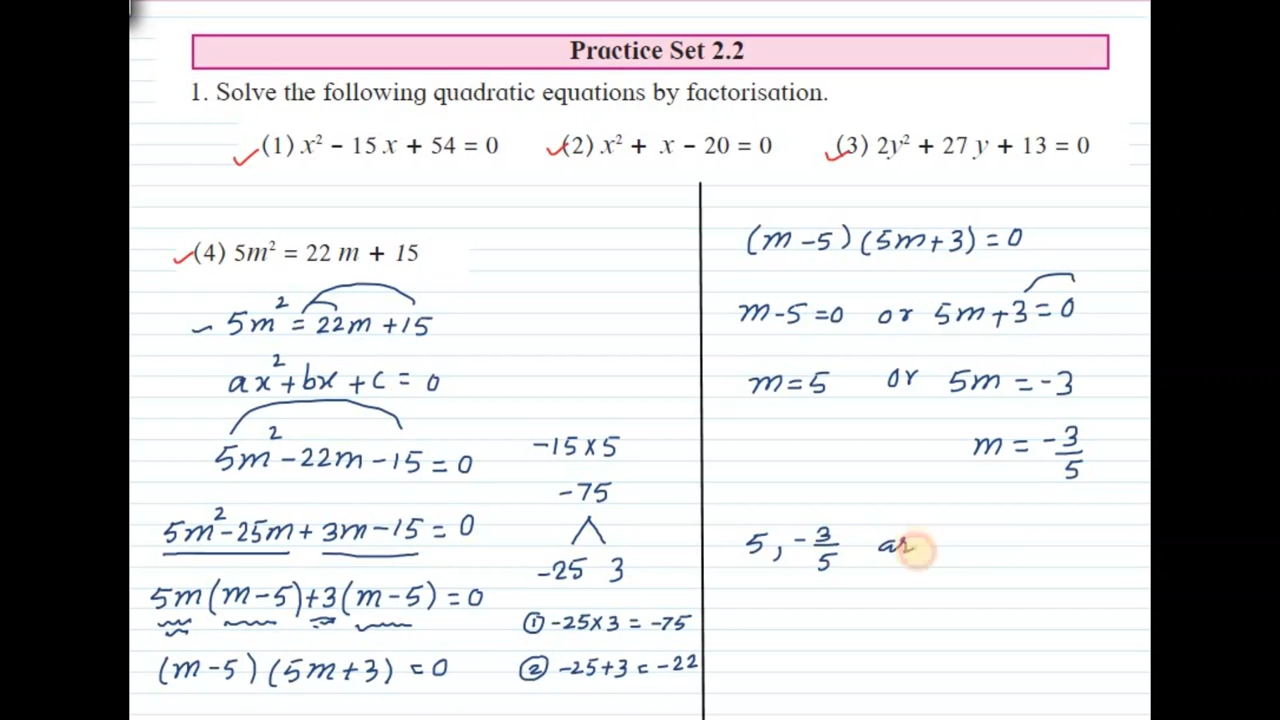 Practice Set 2.2
1. Solve the following quadratic equations by factorisation.
(1) x² − 15 x + 54 = 0 (2) x² + x − 20 = 0 (3) 2y² + 27 y + 13 = 0
(4) 5m² = 22 m + 15
5m² = 22m + 15
ax² + bx + c = 0
5m² − 22m − 15 = 0
5m² − 25m + 3m − 15 = 0
5m(m − 5) + 3(m − 5) = 0
(m − 5) (5m + 3) = 0
−15 × 5
−75
−25 3
① −25 × 3 = −75
② −25 + 3 = −22
(m − 5) (5m + 3) = 0
m − 5 = 0 or 5m + 3 = 0
m = 5 or 5m = −3
m = −3/5
5, −3/5 ar